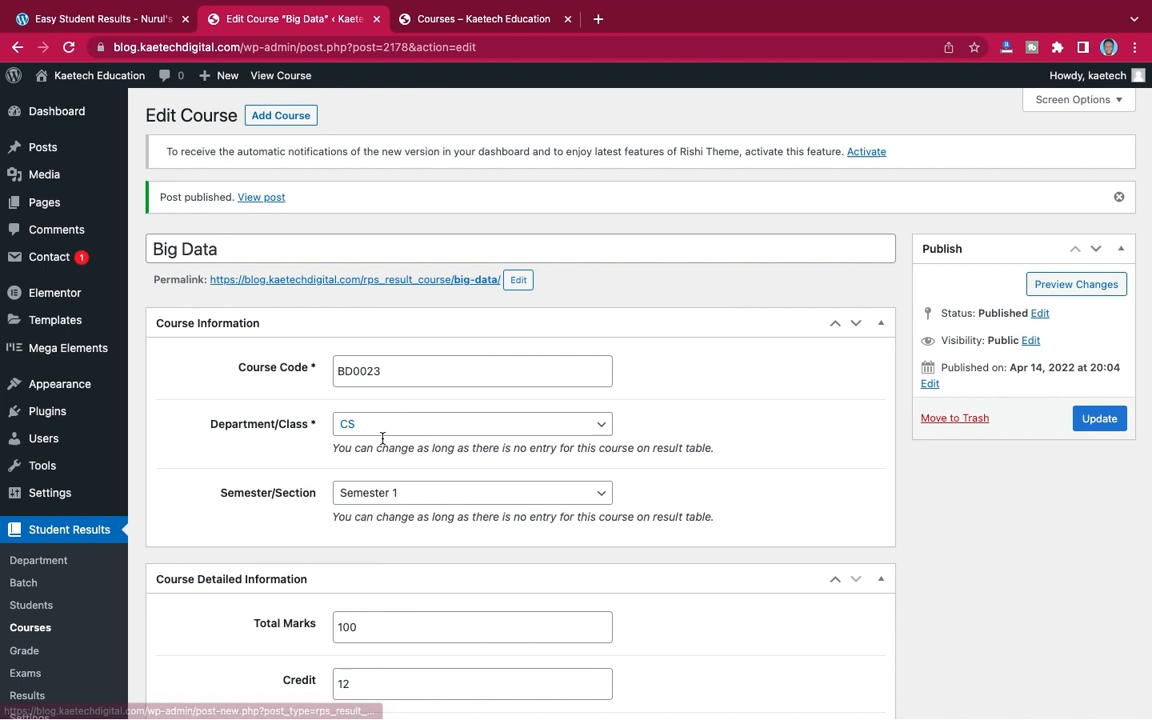 Easy Student Results - Nurul's
Edit Course "Big Data" ‹ Kaete
Courses – Kaetech Education
blog.kaetechdigital.com/wp-admin/post.php?post=2178&action=edit
Kaetech Education 0 New View Course Howdy, kaetech
Screen Options
Dashboard
Posts
Media
Pages
Comments
Contact 1
Elementor
Templates
Mega Elements
Appearance
Plugins
Users
Tools
Settings
Student Results
Department
Batch
Students
Courses
Grade
Exams
Results
Settings
https://blog.kaetechdigital.com/wp-admin/post-new.php?post_type=rps_result_...
Edit Course Add Course
To receive the automatic notifications of the new version in your dashboard and to enjoy latest features of Rishi Theme, activate this feature. Activate
Post published. View post
Big Data
Permalink: https://blog.kaetechdigital.com/rps_result_course/big-data/ Edit
Course Information
Course Code * BD0023
Department/Class * CS
You can change as long as there is no entry for this course on result table.
Semester/Section Semester 1
You can change as long as there is no entry for this course on result table.
Course Detailed Information
Total Marks 100
Credit 12
Publish
Preview Changes
Status: Published Edit
Visibility: Public Edit
Published on: Apr 14, 2022 at 20:04
Edit
Move to Trash Update